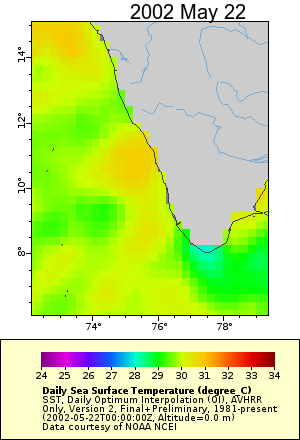 2002 May 22
14°
12°
10°
8°
74°
76°
78°
24 25 26 27 28 29 30 31 32 33 34
Daily Sea Surface Temperature (degree_C)
SST, Daily Optimum Interpolation (OI), AVHRR
Only, Version 2, Final+Preliminary, 1981-present
(2002-05-22T00:00:00Z, Altitude=0.0 m)
Data courtesy of NOAA NCEI